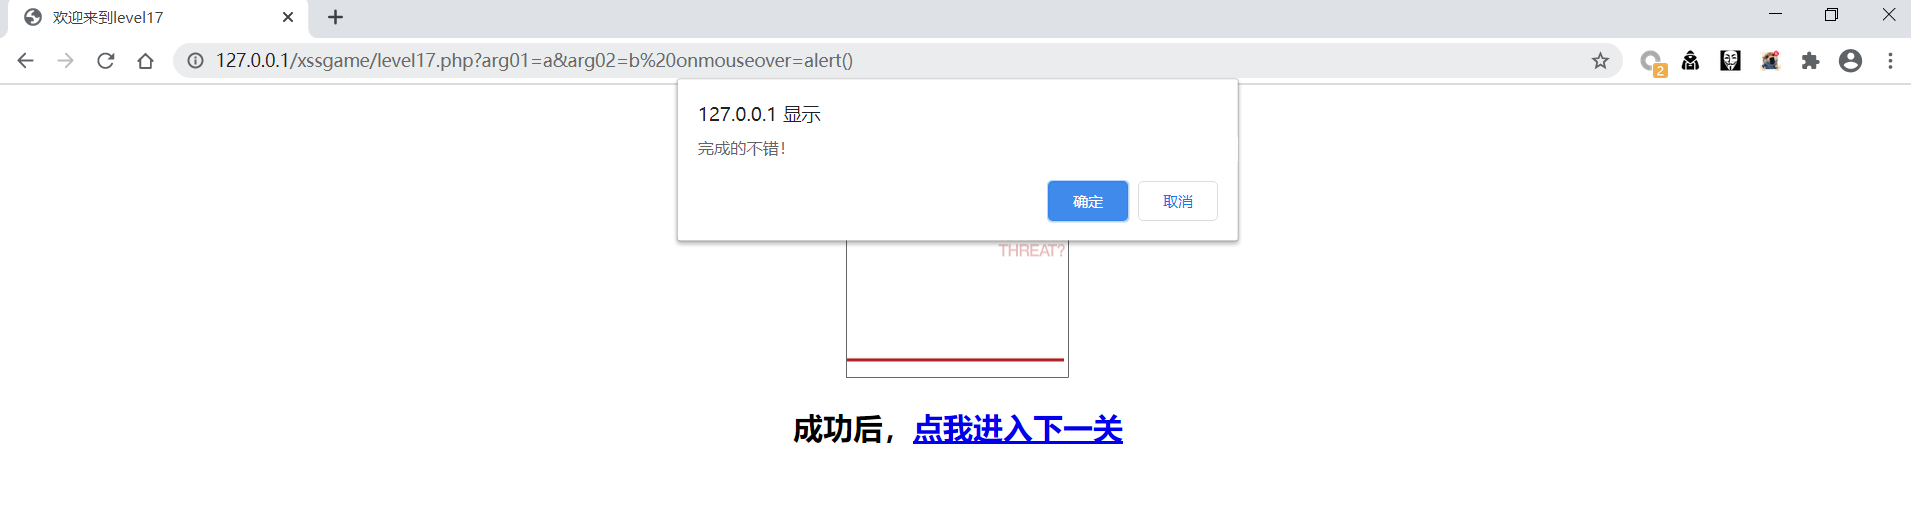 欢迎来到level17
127.0.0.1/xssgame/level17.php?arg01=a&arg02=b%20onmouseover=alert()
2
127.0.0.1 显示
完成的不错!
确定 取消
THREAT?
成功后，点我进入下一关